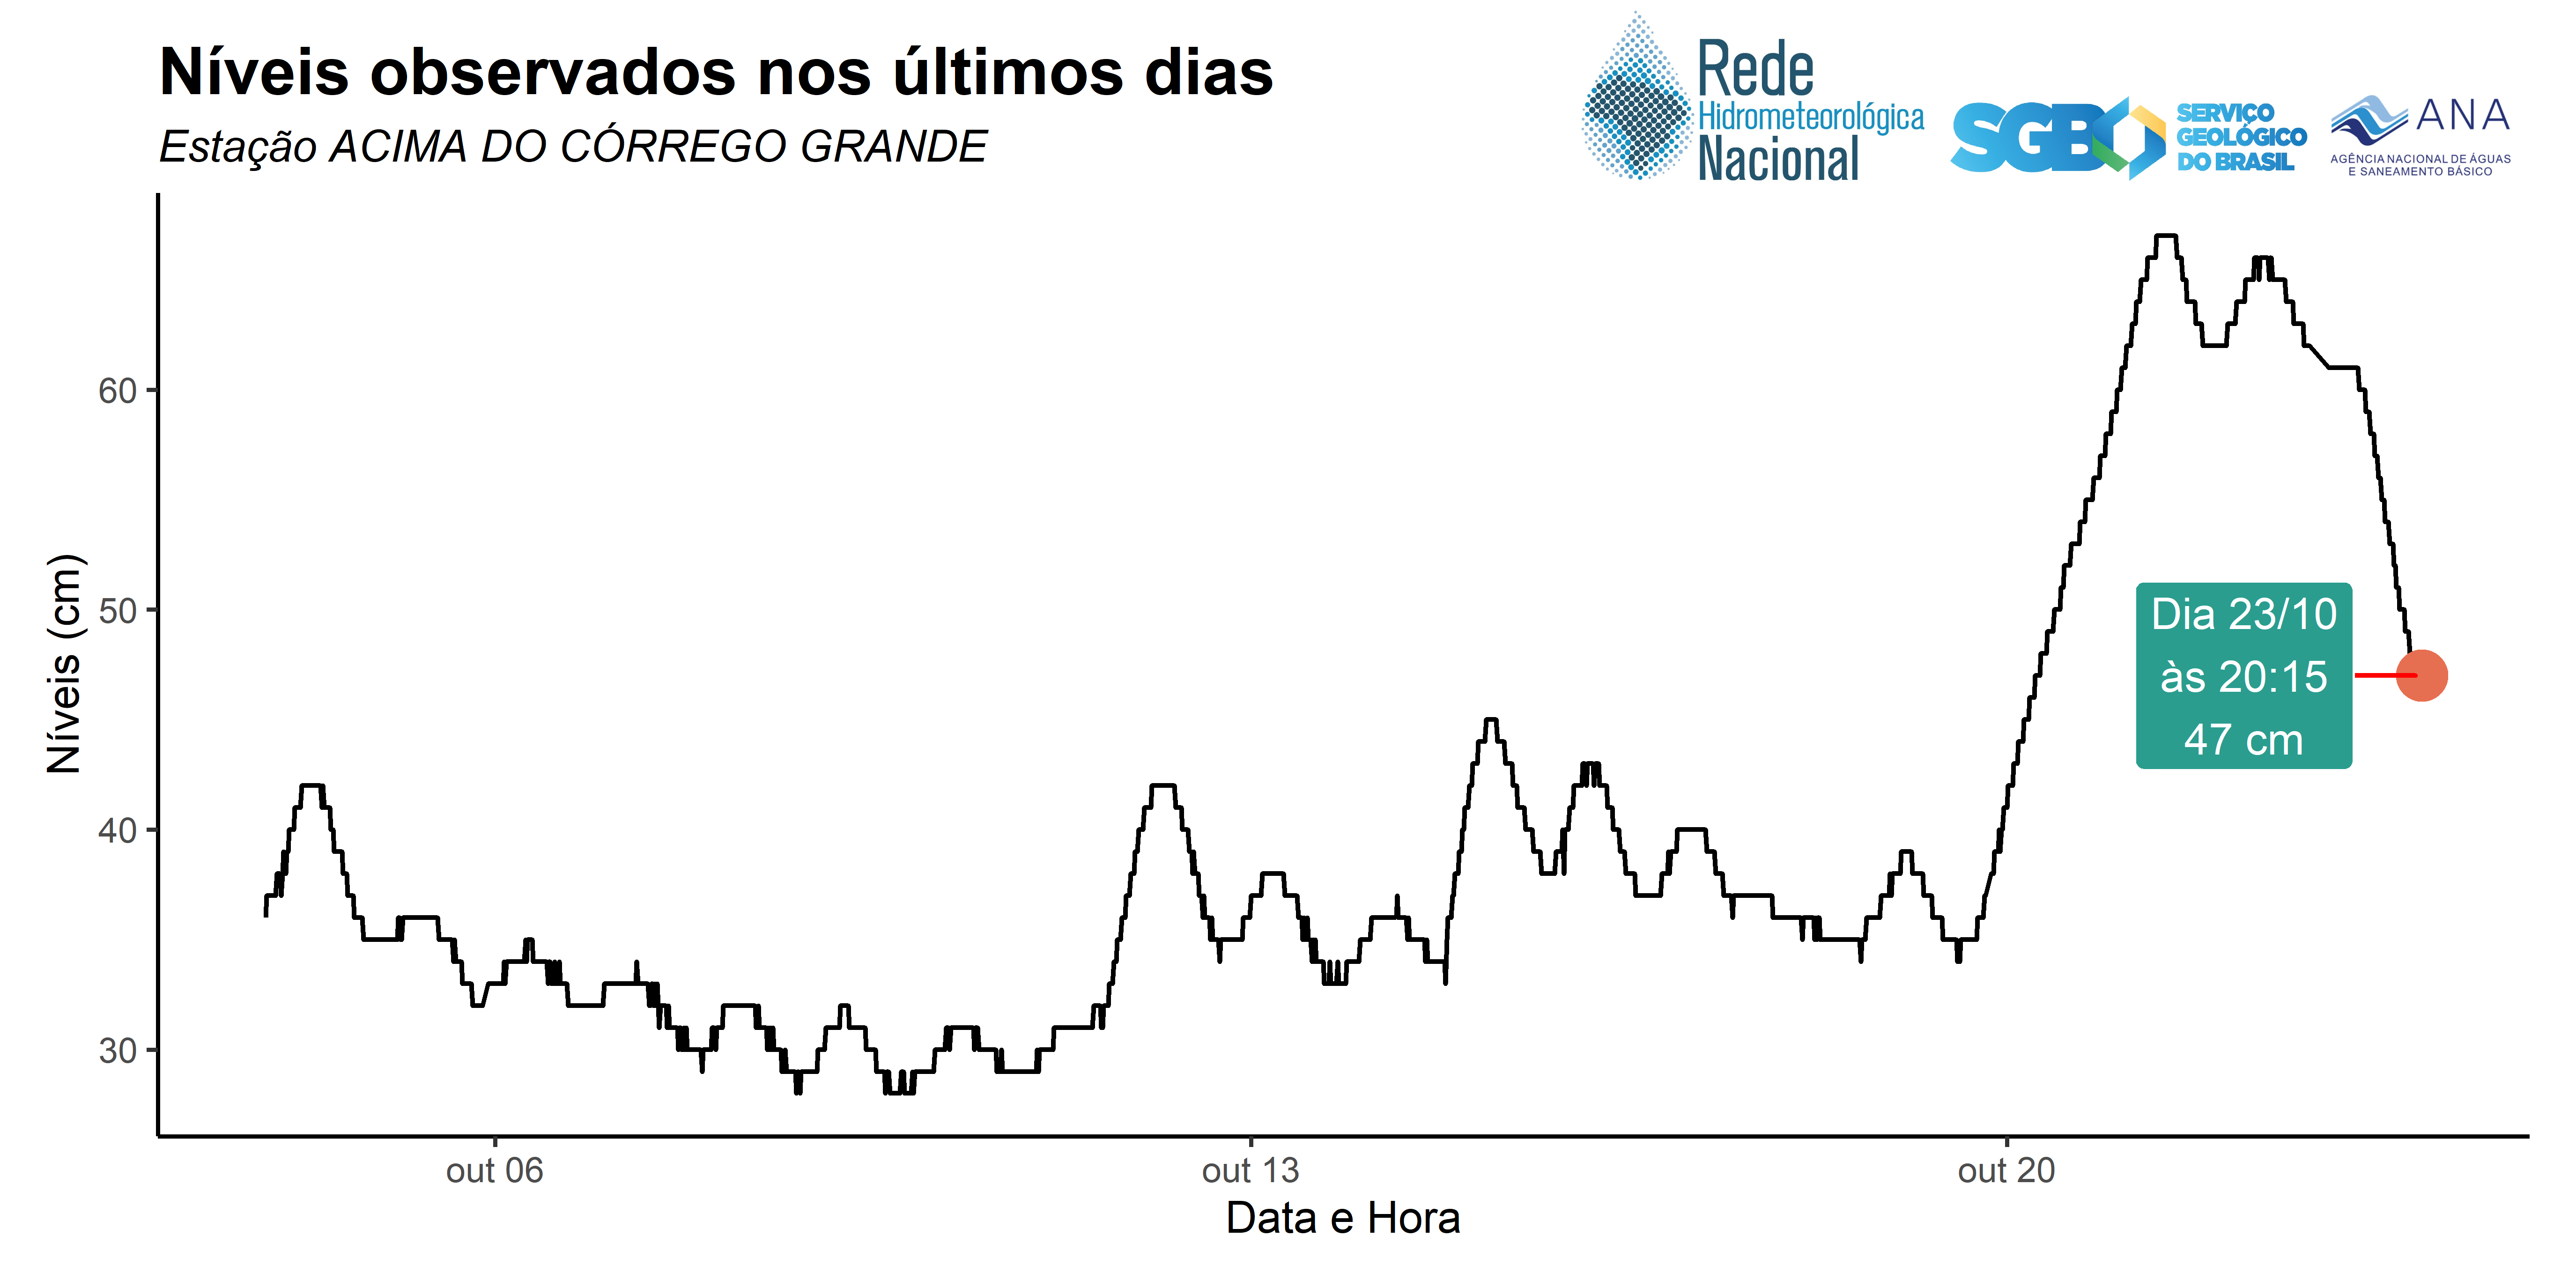 Níveis observados nos últimos dias
Estação ACIMA DO CÓRREGO GRANDE
Rede
Hidrometeorológica
Nacional
SGB
SERVIÇO
GEOLÓGICO
DO BRASIL
ANA
AGÊNCIA NACIONAL DE ÁGUAS
E SANEAMENTO BÁSICO
Níveis (cm)
60
50
40
30
Dia 23/10
às 20:15
47 cm
out 06
out 13
out 20
Data e Hora